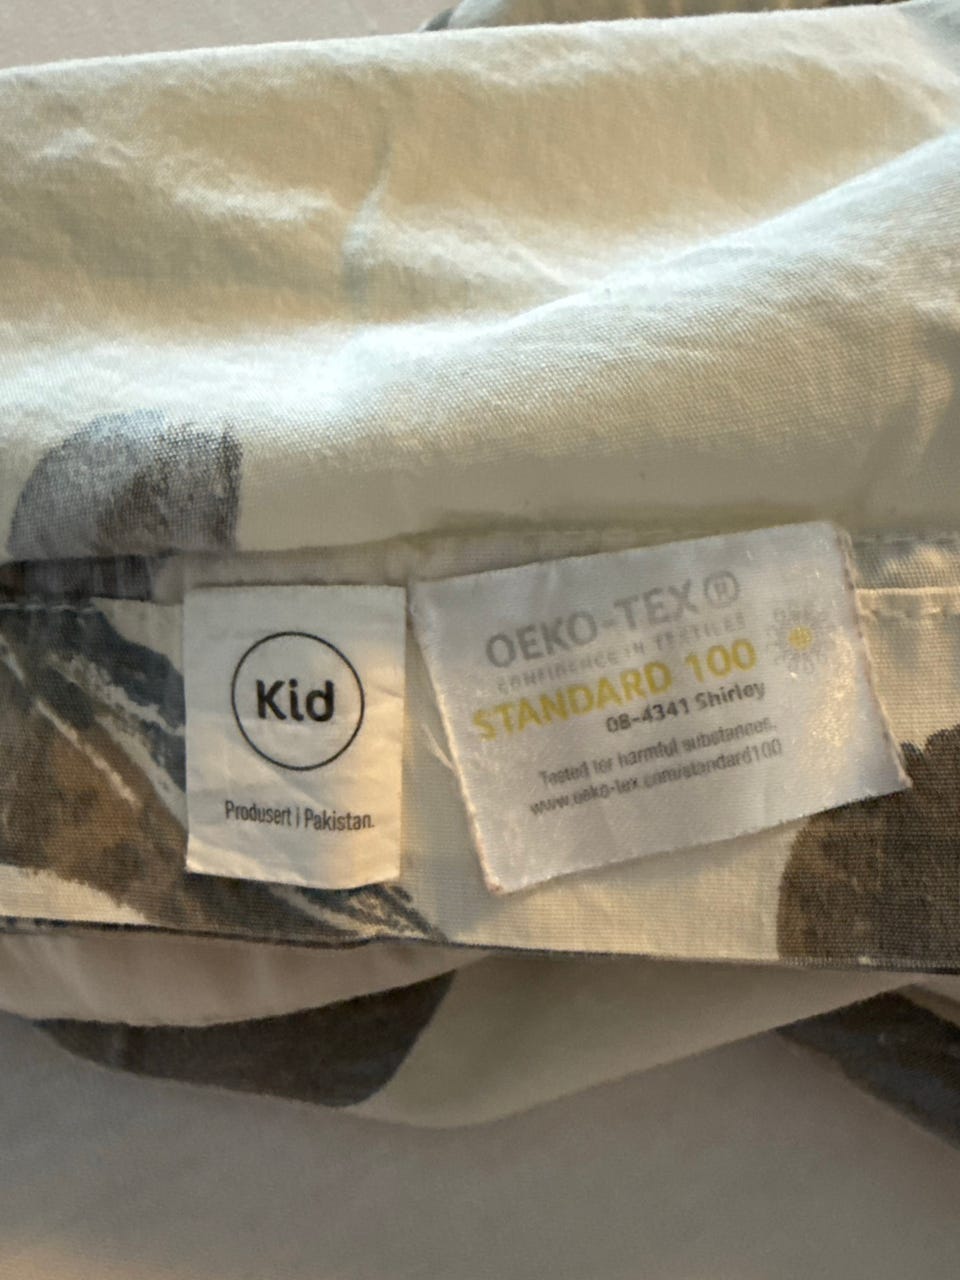 Kid
Produsert i Pakistan.
OEKO-TEX®
CONFIDENCE IN TEXTILES
STANDARD 100
08-4341 Shirley
Tested for harmful substances.
www.oeko-tex.com/standard100